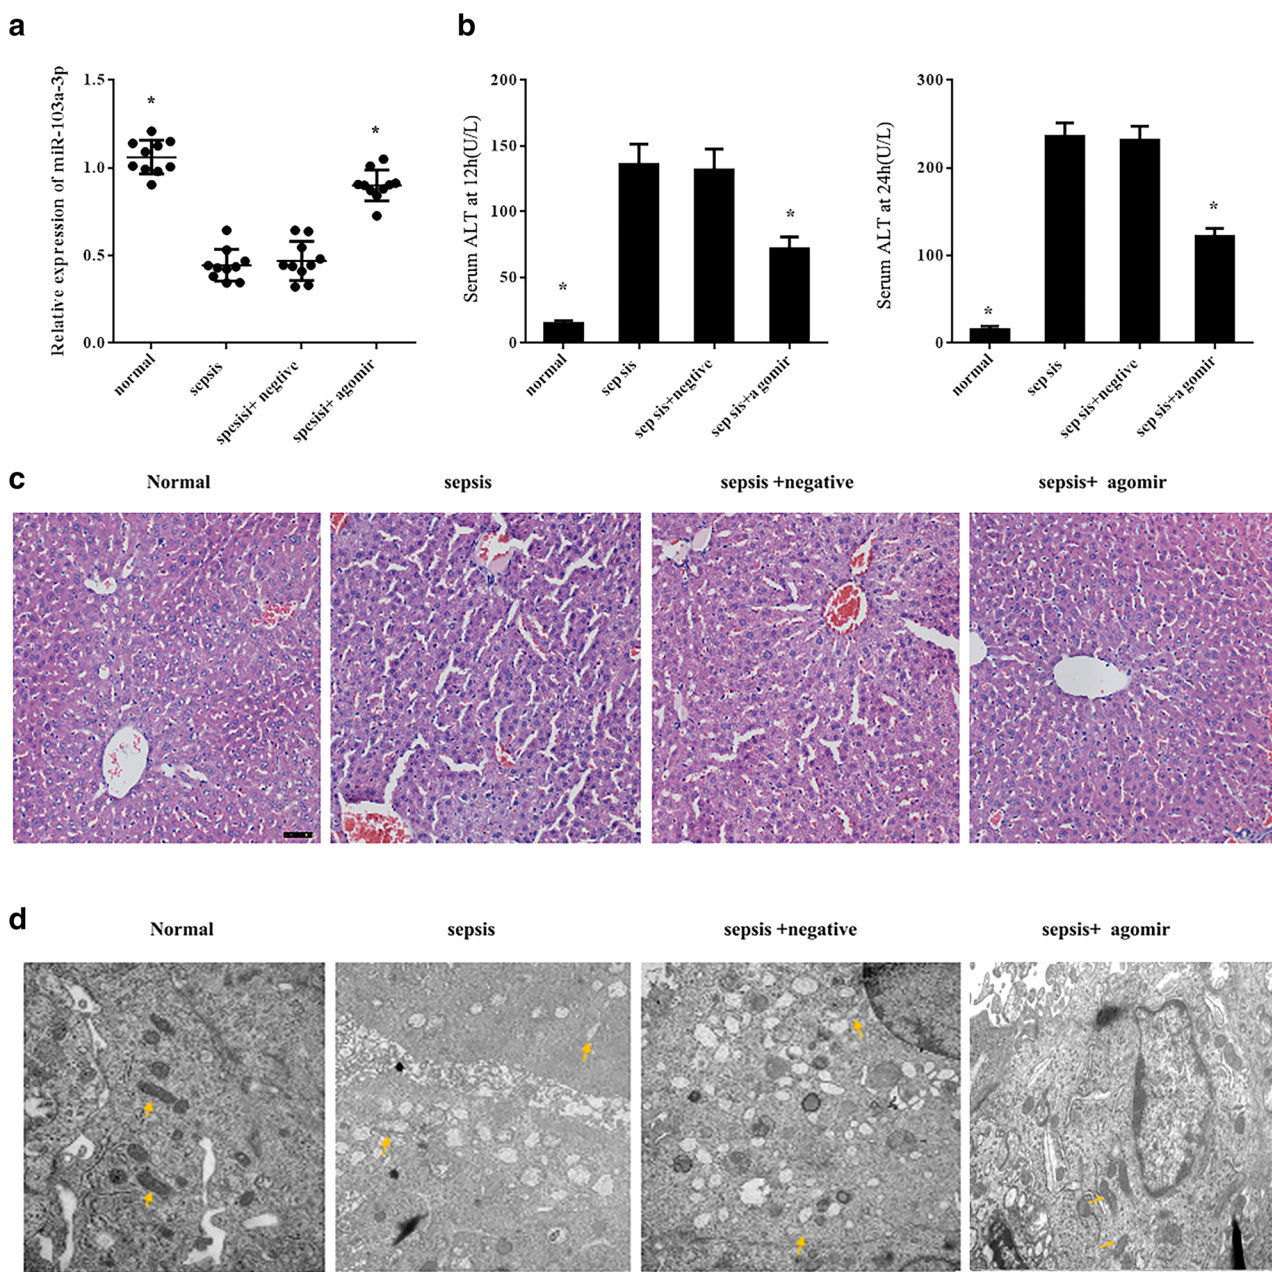 a
Relative expression of miR-103a-3p
1.5
1.0
0.5
0.0
*
*
normal
sepsis
spesisi+ negtive
spesisi+ agomir
b
Serum ALT at 12h(U/L)
200
150
100
50
0
*
*
normal
sep sis
sep sis+negtive
sep sis+a gomir
Serum ALT at 24h(U/L)
300
200
100
0
*
*
normal
sep sis
sep sis+negtive
sep sis+a gomir
c
Normal
sepsis
sepsis +negative
sepsis+ agomir
d
Normal
sepsis
sepsis +negative
sepsis+ agomir